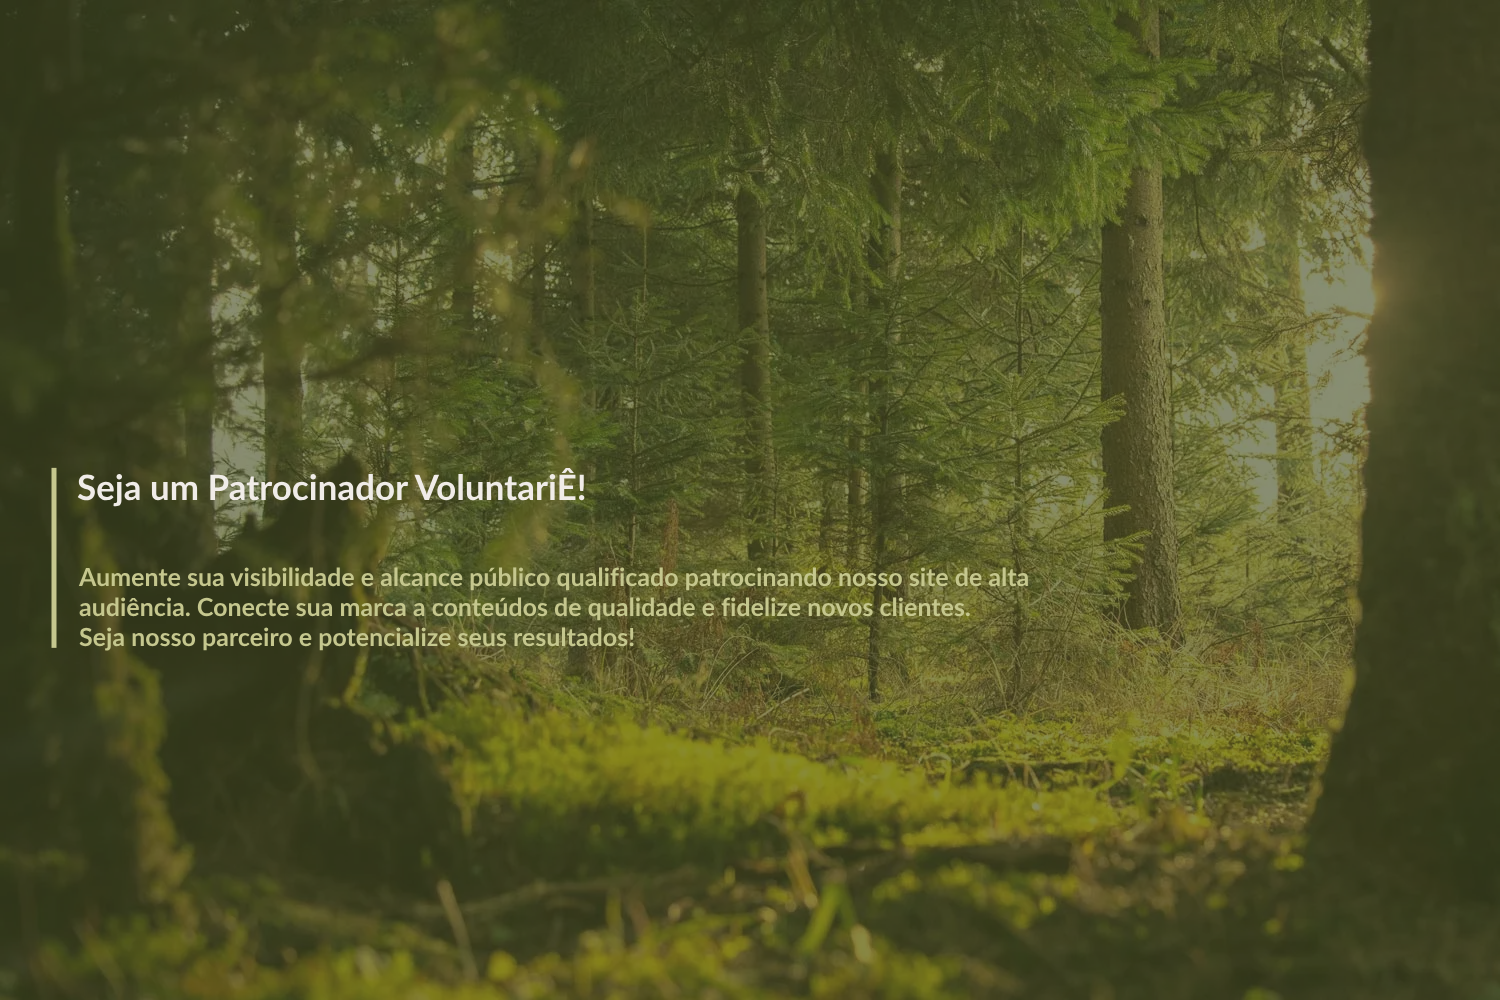 Seja um Patrocinador VoluntariÊ!
Aumente sua visibilidade e alcance público qualificado patrocinando nosso site de alta
audiência. Conecte sua marca a conteúdos de qualidade e fidelize novos clientes.
Seja nosso parceiro e potencialize seus resultados!